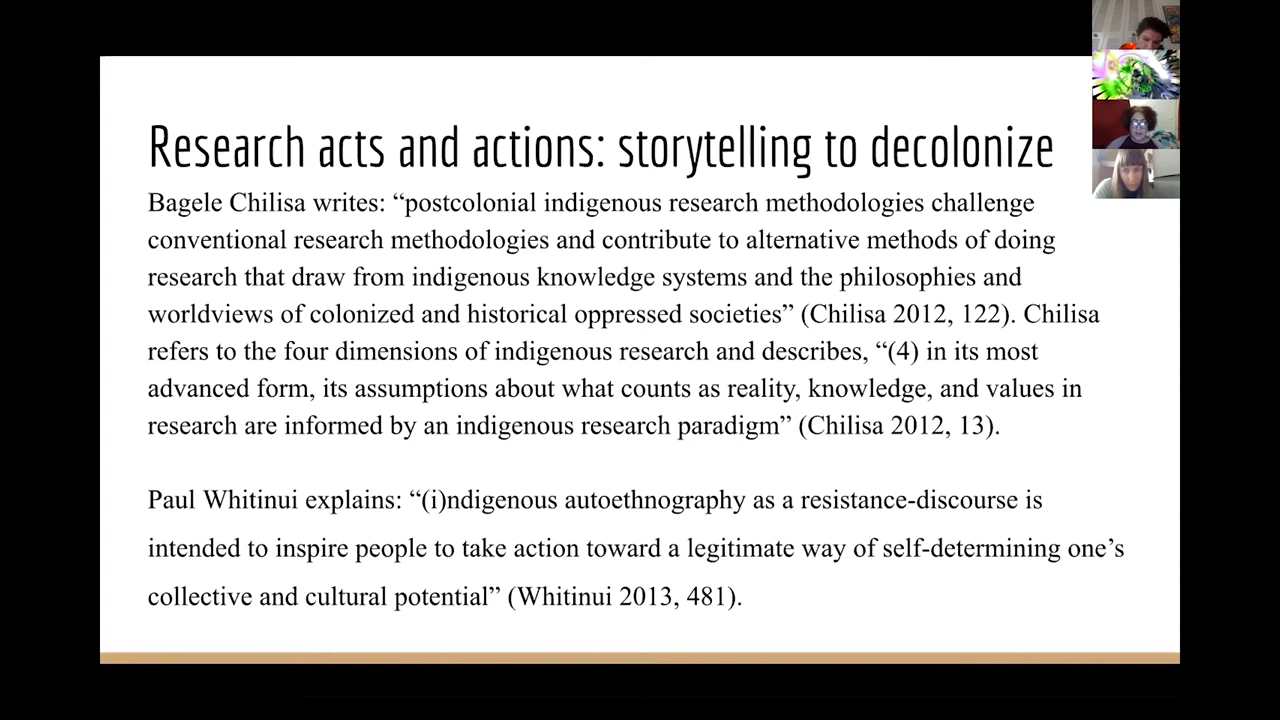 Research acts and actions: storytelling to decolonize
Bagele Chilisa writes: “postcolonial indigenous research methodologies challenge
conventional research methodologies and contribute to alternative methods of doing
research that draw from indigenous knowledge systems and the philosophies and
worldviews of colonized and historical oppressed societies” (Chilisa 2012, 122). Chilisa
refers to the four dimensions of indigenous research and describes, “(4) in its most
advanced form, its assumptions about what counts as reality, knowledge, and values in
research are informed by an indigenous research paradigm” (Chilisa 2012, 13).
Paul Whitinui explains: “(i)ndigenous autoethnography as a resistance-discourse is
intended to inspire people to take action toward a legitimate way of self-determining one’s
collective and cultural potential” (Whitinui 2013, 481).